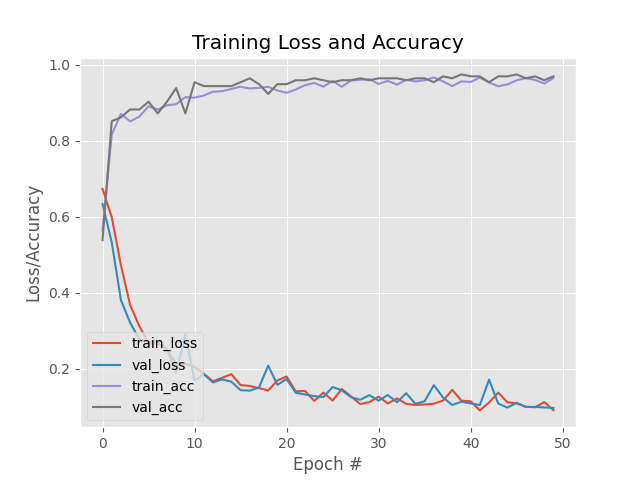 Training Loss and Accuracy
1.0
0.8
0.6
0.4
0.2
Loss/Accuracy
train_loss
val_loss
train_acc
val_acc
0
10
20
30
40
50
Epoch #